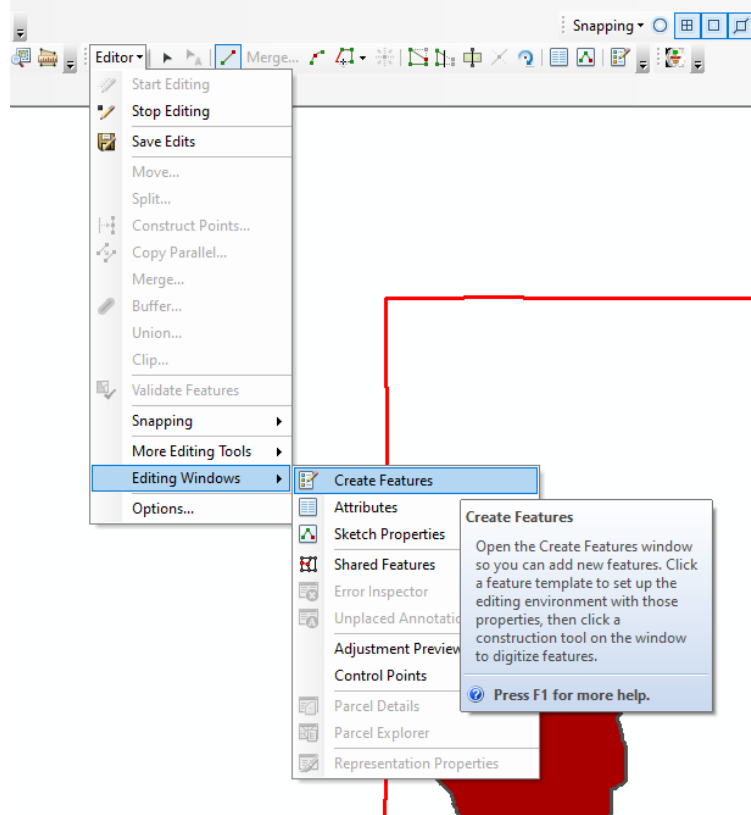 Snapping
Editor
Merge...
Start Editing
Stop Editing
Save Edits
Move...
Split...
Construct Points...
Copy Parallel...
Merge...
Buffer...
Union...
Clip...
Validate Features
Snapping
More Editing Tools
Editing Windows
Options...
Create Features
Attributes
Sketch Properties
Shared Features
Error Inspector
Unplaced Annotatio
Adjustment Preview
Control Points
Parcel Details
Parcel Explorer
Representation Properties
Create Features
Open the Create Features window
so you can add new features. Click
a feature template to set up the
editing environment with those
properties, then click a
construction tool on the window
to digitize features.
Press F1 for more help.